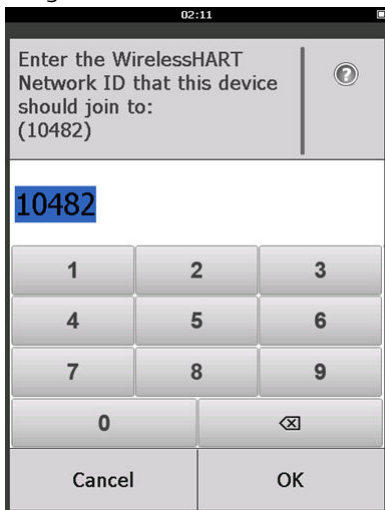 02:11
Enter the WirelessHART
Network ID that this device
should join to:
(10482)
?
10482
1 2 3
4 5 6
7 8 9
0
Cancel OK